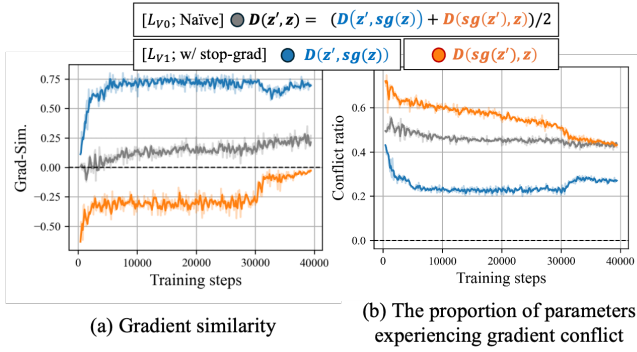 [L_V0; Naïve] D(z', z) = (D(z', sg(z)) + D(sg(z'), z))/2
[L_V1; w/ stop-grad] D(z', sg(z)) D(sg(z'), z)
0.75
0.50
0.25
0.00
−0.25
−0.50
Grad-Sim.
0 10000 20000 30000 40000
Training steps
0.6
0.4
0.2
0.0
Conflict ratio
0 10000 20000 30000 40000
Training steps
(a) Gradient similarity
(b) The proportion of parameters
experiencing gradient conflict